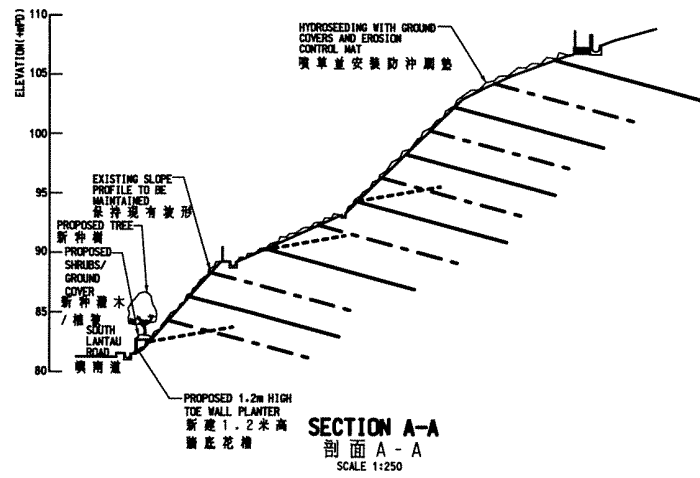 ELEVATION(+mPD)
110
105
100
95
90
85
80
HYDROSEEDING WITH GROUND
COVERS AND EROSION
CONTROL MAT
噴草並安裝防沖刷墊
EXISTING SLOPE
PROFILE TO BE
MAINTAINED
保持現有坡形
PROPOSED TREE
新种樹
PROPOSED
SHRUBS/
GROUND
COVER
新种灌木
/植被
SOUTH
LANTAU
ROAD
嶼南道
PROPOSED 1.2m HIGH
TOE WALL PLANTER
新建1.2米高
牆底花槽
SECTION A-A
剖面 A - A
SCALE 1:250